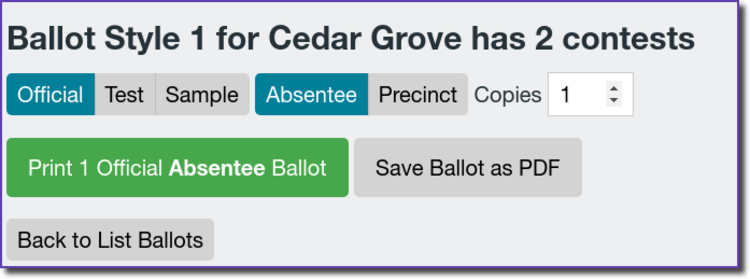 Ballot Style 1 for Cedar Grove has 2 contests
Official Test Sample Absentee Precinct Copies 1
Print 1 Official Absentee Ballot Save Ballot as PDF
Back to List Ballots